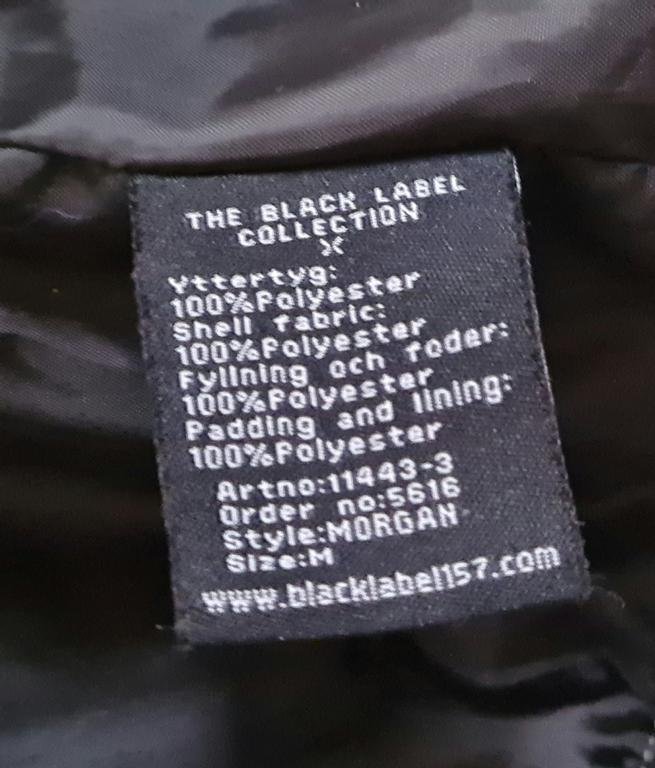 THE BLACK LABEL
COLLECTION
X
Yttertyg:
100%Polyester
Shell fabric:
100%Polyester
Fyllning och foder:
100%Polyester
Padding and lining:
100%Polyester
Artno:11443-3
Order no:5616
Style:MORGAN
Size:M
www.blacklabel157.com